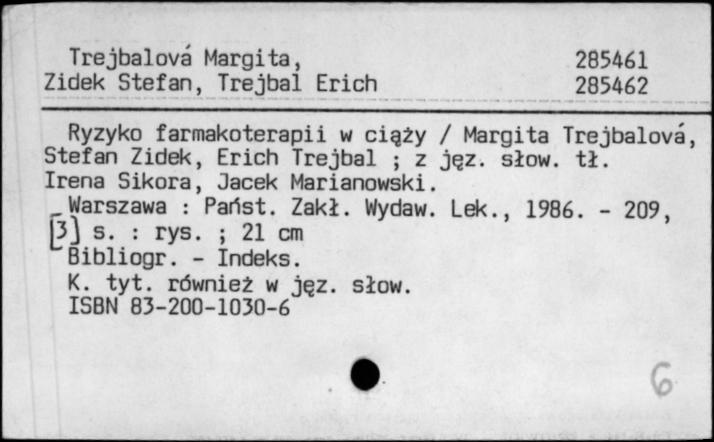 Trejbalová Margita, 285461
Zidek Stefan, Trejbal Erich 285462
Ryzyko farmakoterapii w ciąży / Margita Trejbalová,
Stefan Zidek, Erich Trejbal ; z jęz. słow. tł.
Irena Sikora, Jacek Marianowski.
Warszawa : Państ. Zakł. Wydaw. Lek., 1986. - 209,
[3] s. : rys. ; 21 cm
Bibliogr. - Indeks.
K. tyt. również w jęz. słow.
ISBN 83-200-1030-6
6